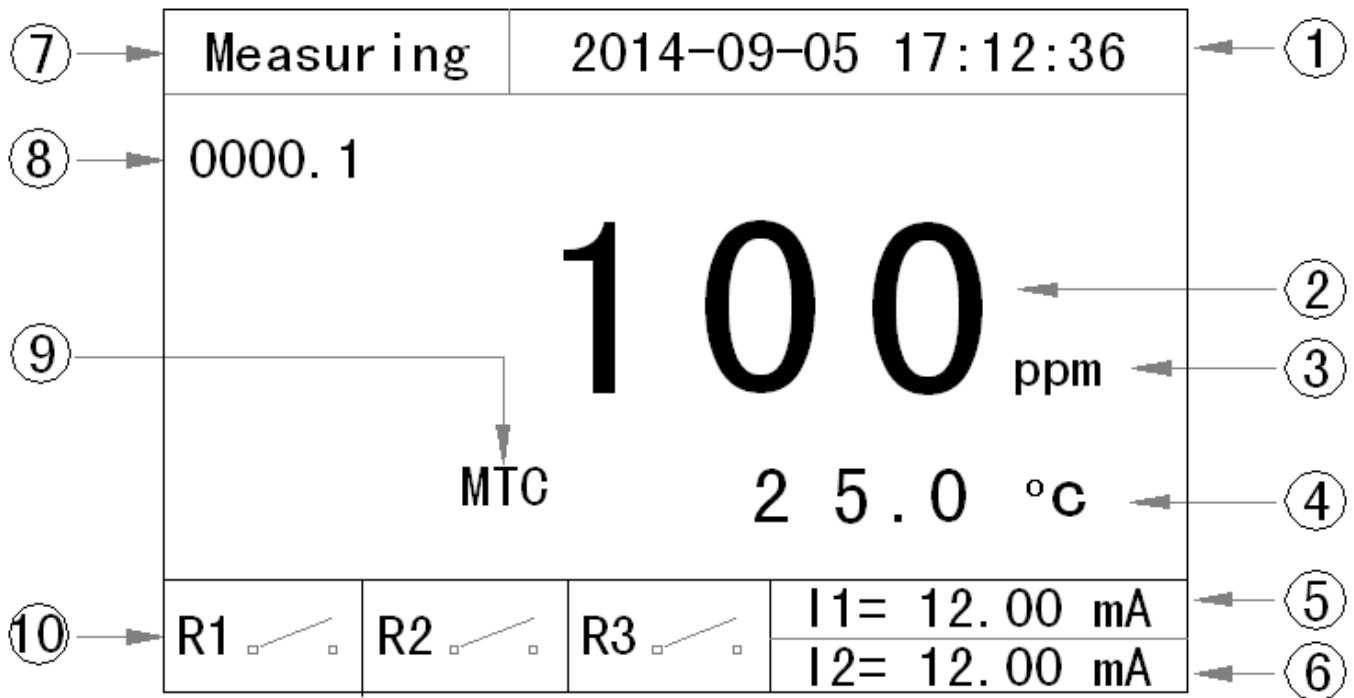 ⑦ Measuring 2014-09-05 17:12:36 ①
⑧ 0000.1
100 ②
⑨ ppm ③
MTC 25.0 °C ④
I1= 12.00 mA ⑤
⑩ R1 R2 R3
I2= 12.00 mA ⑥